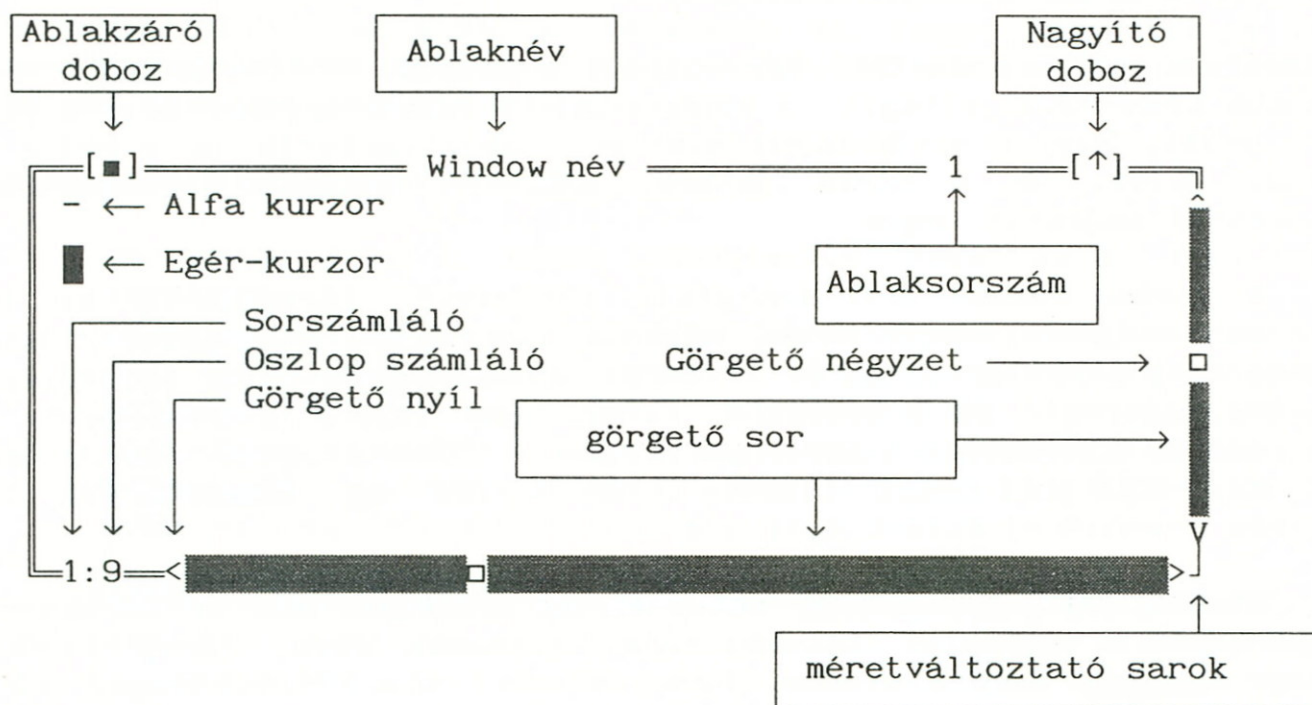 Ablakzáró
doboz
Ablaknév
Nagyító
doboz
[■] Window név 1 [↑]
- ← Alfa kurzor
← Egér-kurzor
Ablaksorszám
Sorszámláló
Oszlop számláló
Görgető négyzet
Görgető nyíl
görgető sor
1:9
méretváltoztató sarok